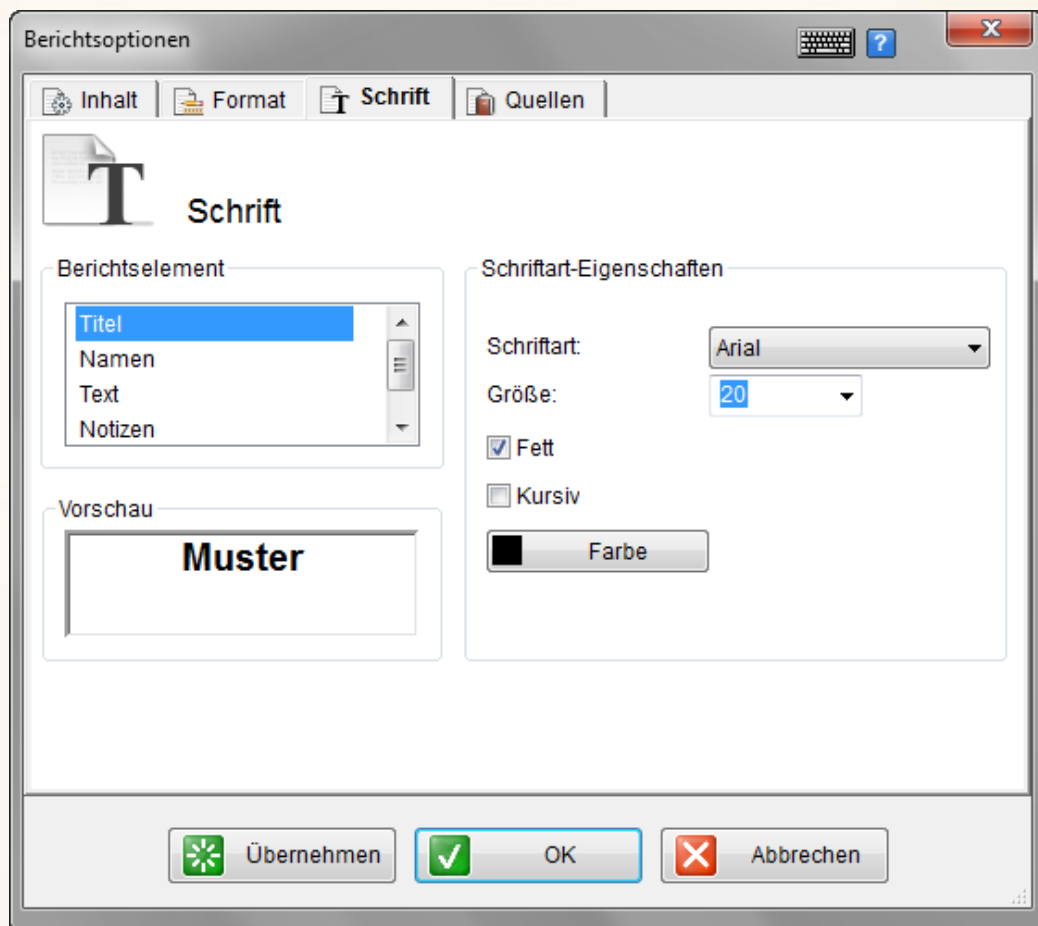 Berichtsoptionen
?
Inhalt
Format
Schrift
Quellen
Schrift
Berichtselement
Titel
Namen
Text
Notizen
Vorschau
Muster
Schriftart-Eigenschaften
Schriftart: Arial
Größe: 20
Fett
Kursiv
Farbe
Übernehmen
OK
Abbrechen